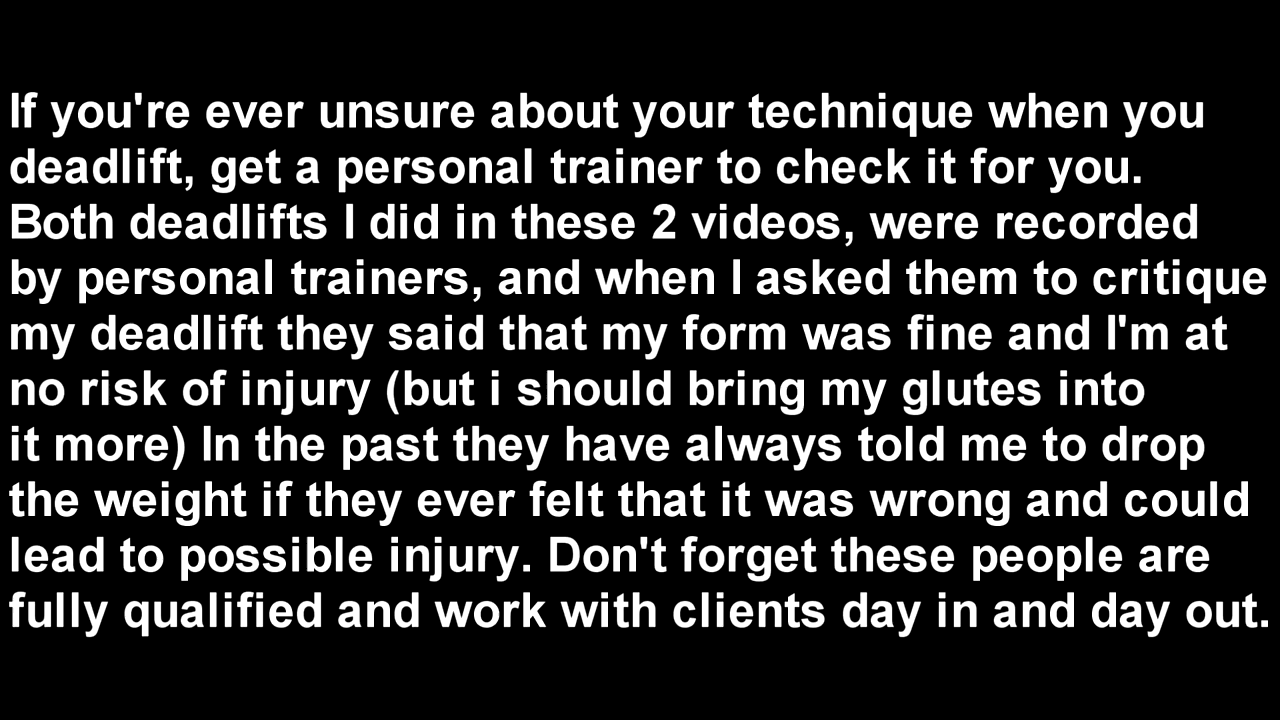 If you're ever unsure about your technique when you
deadlift, get a personal trainer to check it for you.
Both deadlifts I did in these 2 videos, were recorded
by personal trainers, and when I asked them to critique
my deadlift they said that my form was fine and I'm at
no risk of injury (but i should bring my glutes into
it more) In the past they have always told me to drop
the weight if they ever felt that it was wrong and could
lead to possible injury. Don't forget these people are
fully qualified and work with clients day in and day out.